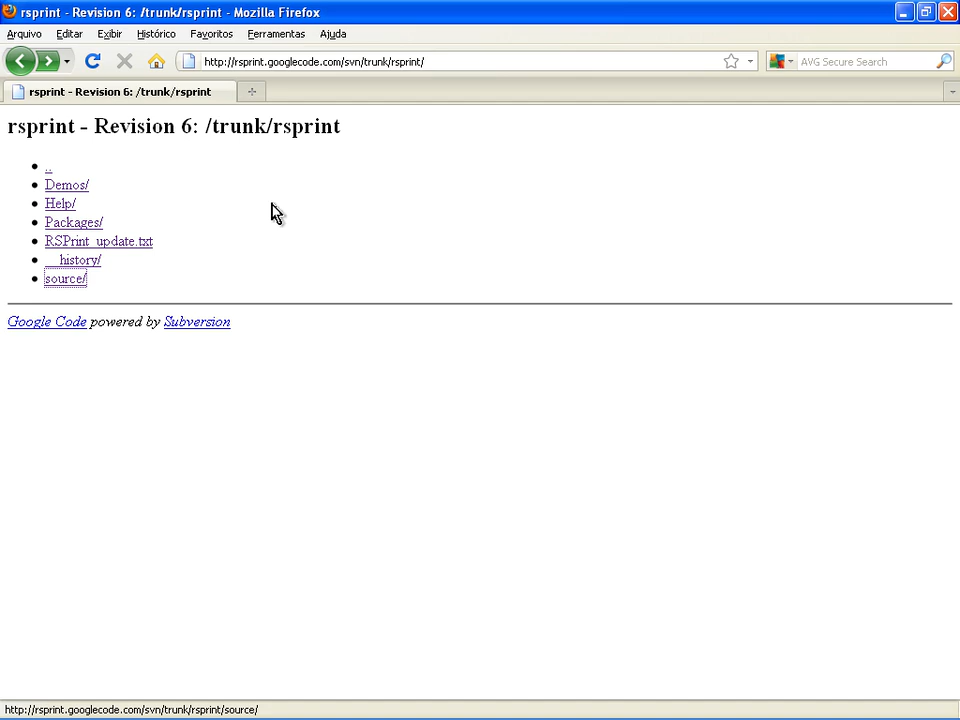 rsprint - Revision 6: /trunk/rsprint - Mozilla Firefox
Arquivo Editar Exibir Histórico Favoritos Ferramentas Ajuda
http://rsprint.googlecode.com/svn/trunk/rsprint/ AVG Secure Search
rsprint - Revision 6: /trunk/rsprint
rsprint - Revision 6: /trunk/rsprint
..
Demos/
Help/
Packages/
RSPrint_update.txt
__history/
source/
Google Code powered by Subversion
http://rsprint.googlecode.com/svn/trunk/rsprint/source/